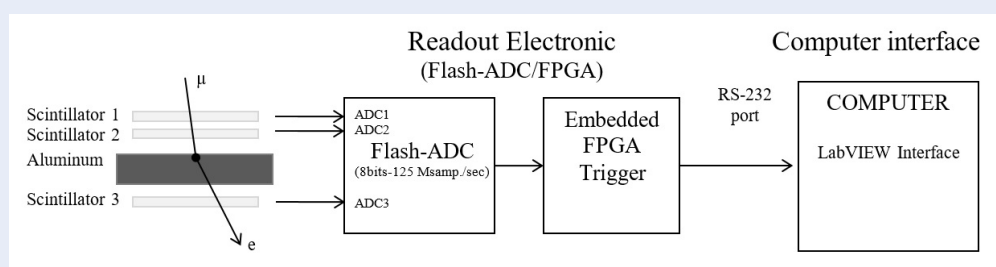 Readout Electronic
(Flash-ADC/FPGA)
Computer interface
μ
Scintillator 1
Scintillator 2
Aluminum
Scintillator 3
e
ADC1
ADC2
Flash-ADC
(8bits-125 Msamp./sec)
ADC3
Embedded
FPGA
Trigger
RS-232
port
COMPUTER
LabVIEW Interface